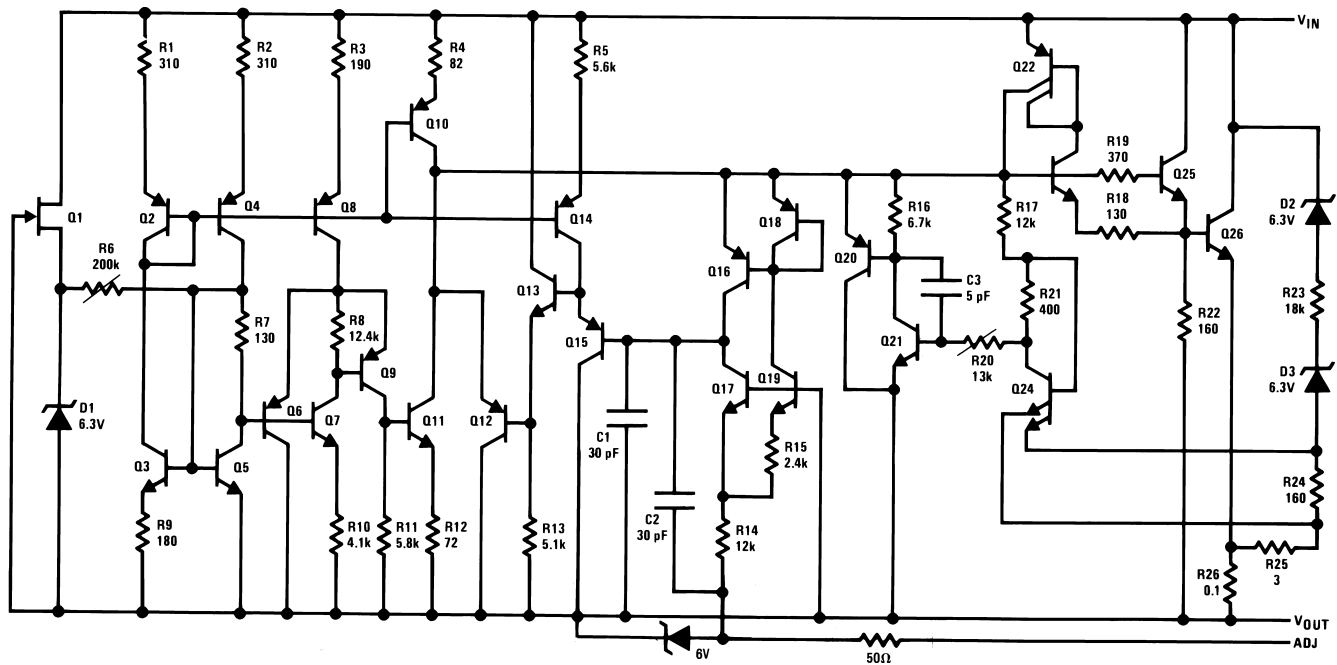 V_IN
R1
310
R2
310
R3
190
R4
82
R5
5.6k
Q22
Q10
R19
370
Q25
R18
130
Q1
Q2
Q4
Q8
Q14
Q18
R16
6.7k
R17
12k
Q26
D2
6.3V
R6
200k
Q16
Q20
Q13
C3
5 pF
R21
400
R23
18k
R7
130
R8
12.4k
Q15
Q21
R20
13k
R22
160
Q9
Q17
Q19
Q24
D3
6.3V
D1
6.3V
Q6
Q7
Q11
Q12
C1
30 pF
R15
2.4k
Q3
Q5
R24
160
R9
180
R10
4.1k
R11
5.8k
R12
72
R13
5.1k
C2
30 pF
R14
12k
R26
0.1
R25
3
V_OUT
6V
50Ω
ADJ